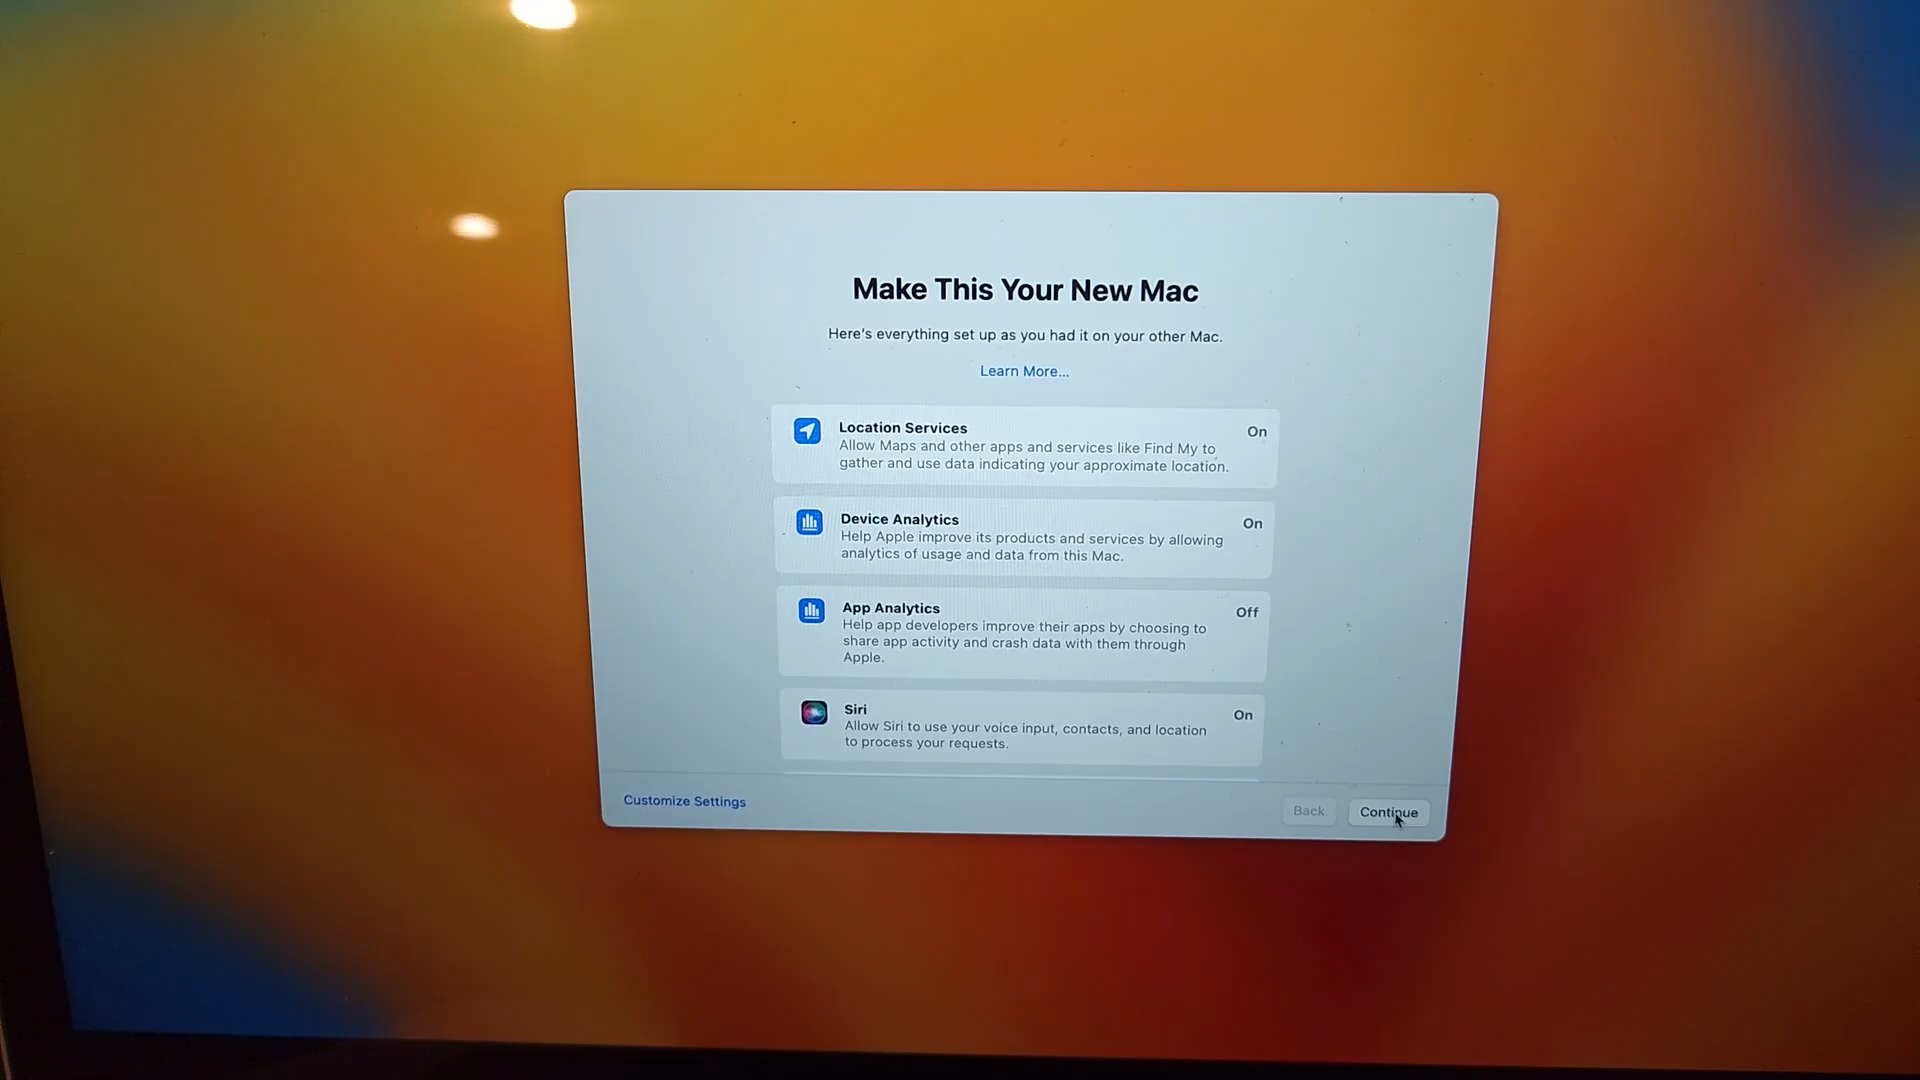 Make This Your New Mac
Here's everything set up as you had it on your other Mac.
Learn More...
Location Services
On
Allow Maps and other apps and services like Find My to
gather and use data indicating your approximate location.
Device Analytics
On
Help Apple improve its products and services by allowing
analytics of usage and data from this Mac.
App Analytics
Off
Help app developers improve their apps by choosing to
share app activity and crash data with them through
Apple.
Siri
On
Allow Siri to use your voice input, contacts, and location
to process your requests.
Customize Settings
Back
Continue